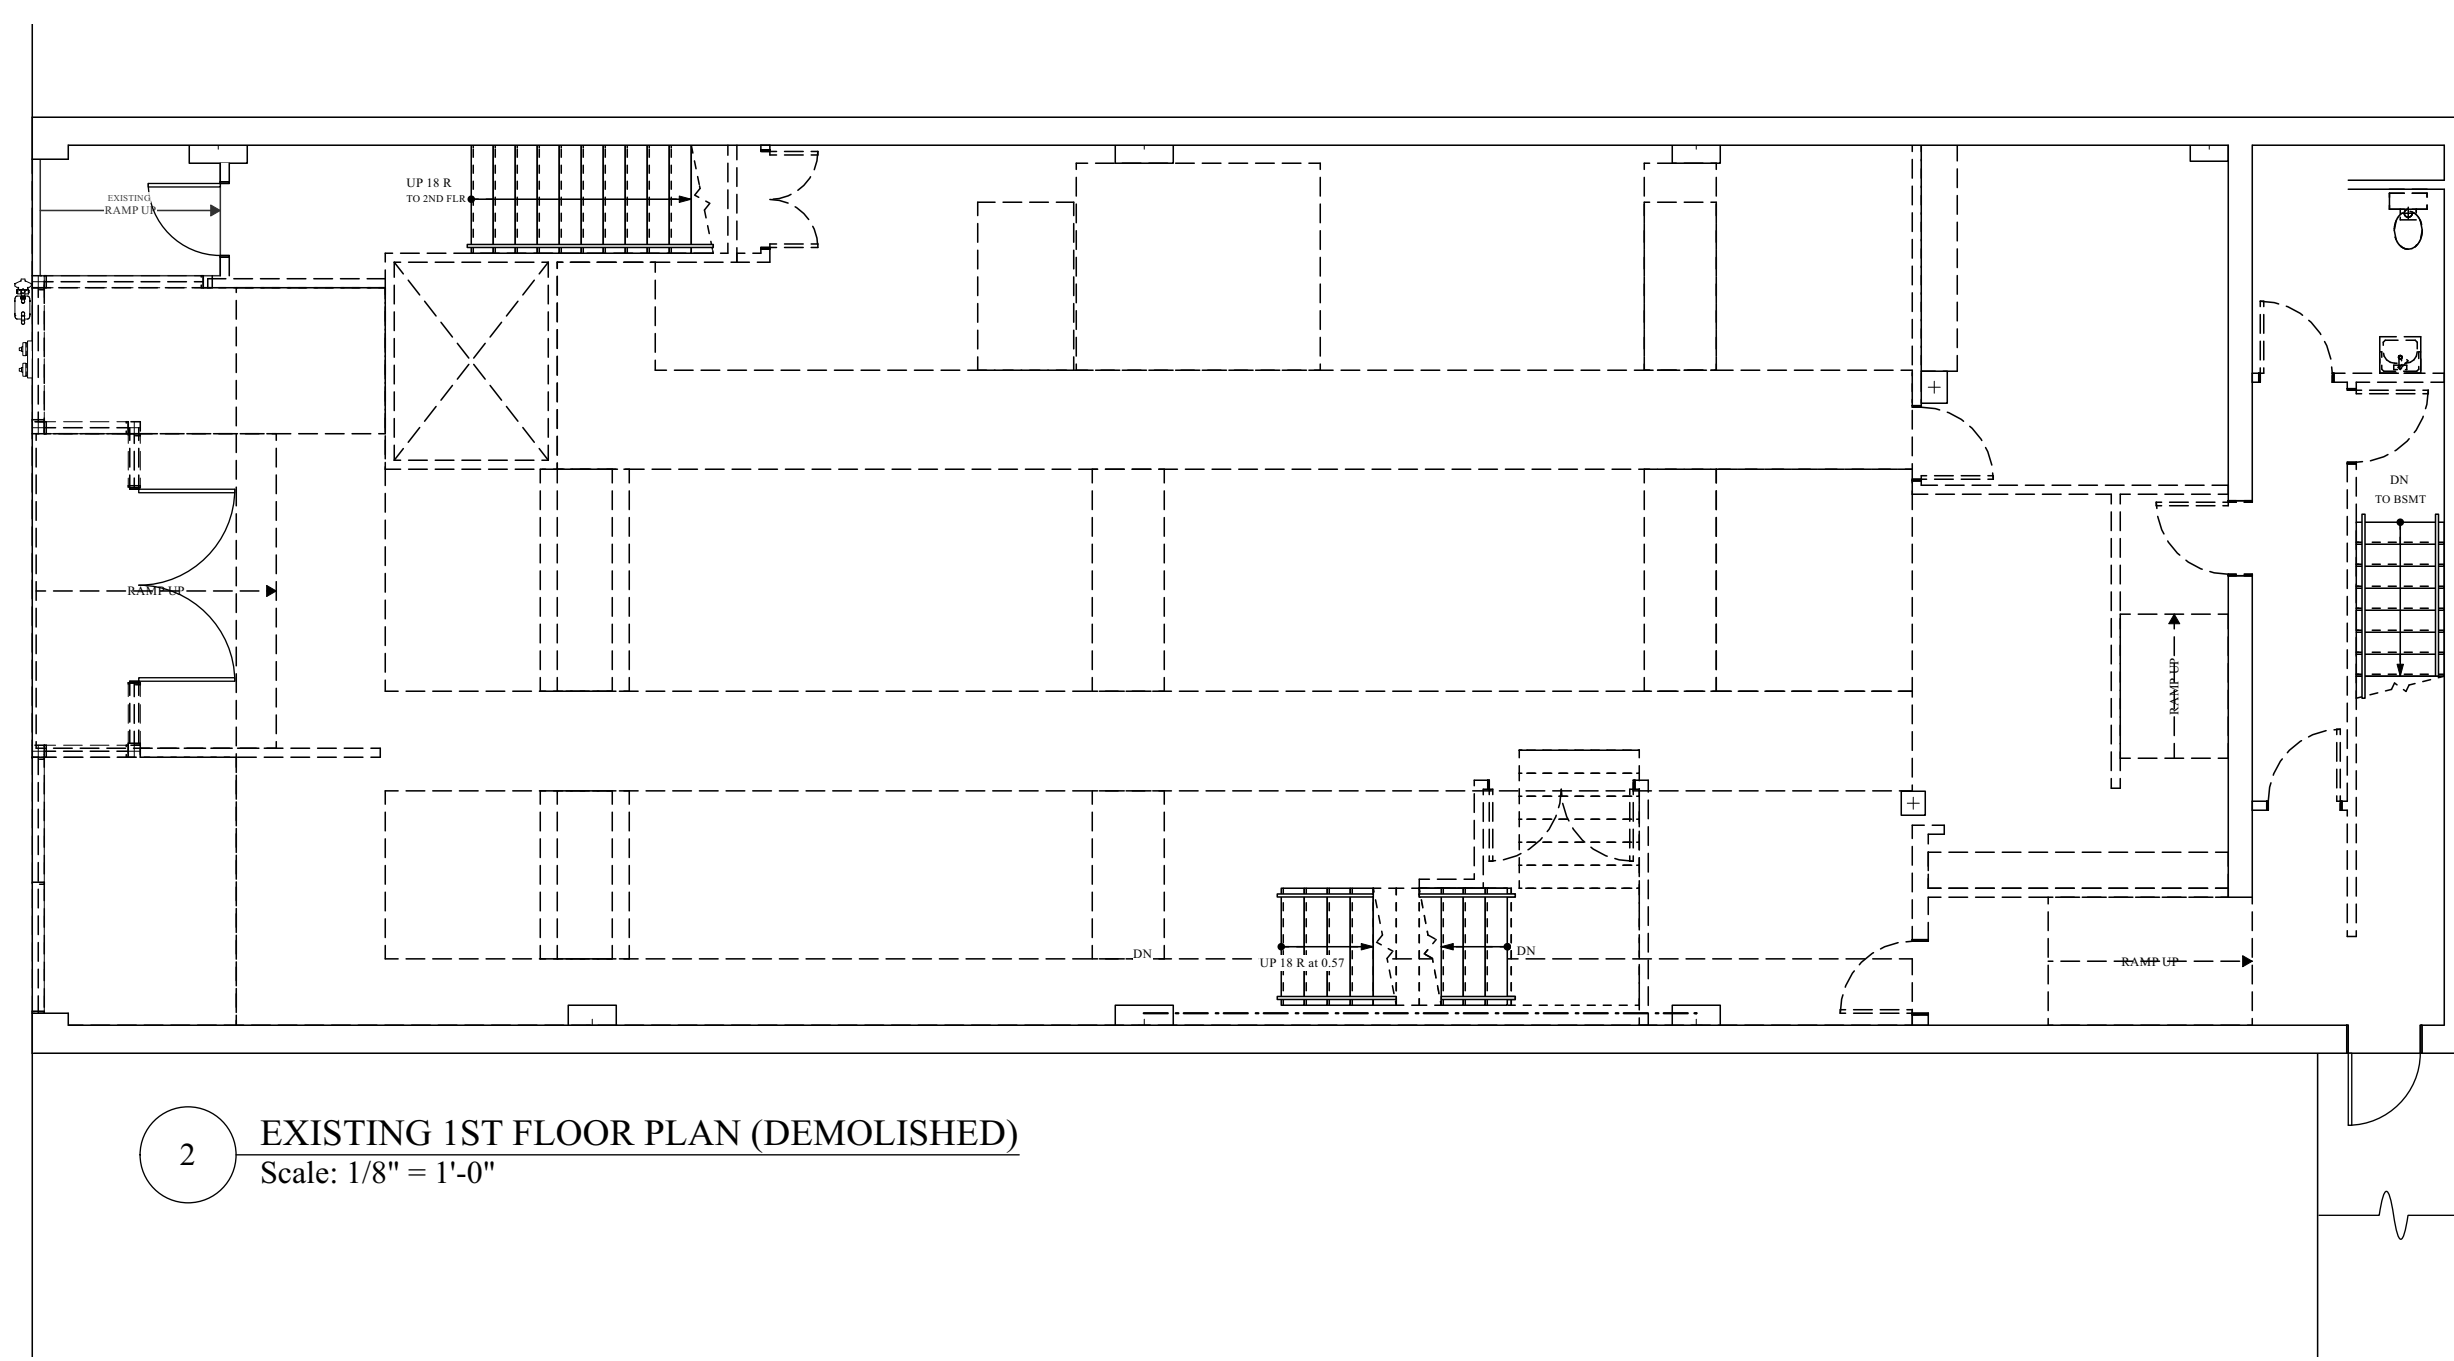 UP 18 R
TO 2ND FLR
EXISTING
RAMP UP
DN
TO BSMT
RAMP UP
RAMP UP
DN
UP 18 R at 0.57
DN
RAMP UP
2
EXISTING 1ST FLOOR PLAN (DEMOLISHED)
Scale: 1/8" = 1'-0"